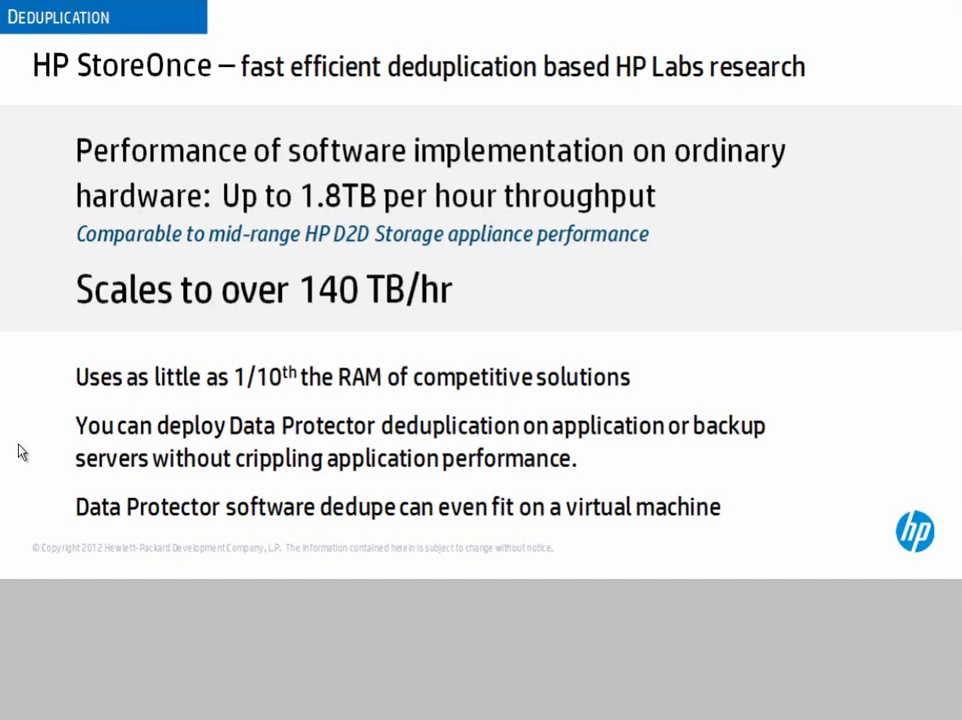 DEDUPLICATION
HP StoreOnce – fast efficient deduplication based HP Labs research
Performance of software implementation on ordinary
hardware: Up to 1.8TB per hour throughput
Comparable to mid-range HP D2D Storage appliance performance
Scales to over 140 TB/hr
Uses as little as 1/10th the RAM of competitive solutions
You can deploy Data Protector deduplication on application or backup
servers without crippling application performance.
Data Protector software dedupe can even fit on a virtual machine
hp
© Copyright 2012 Hewlett-Packard Development Company, L.P. The information contained herein is subject to change without notice.